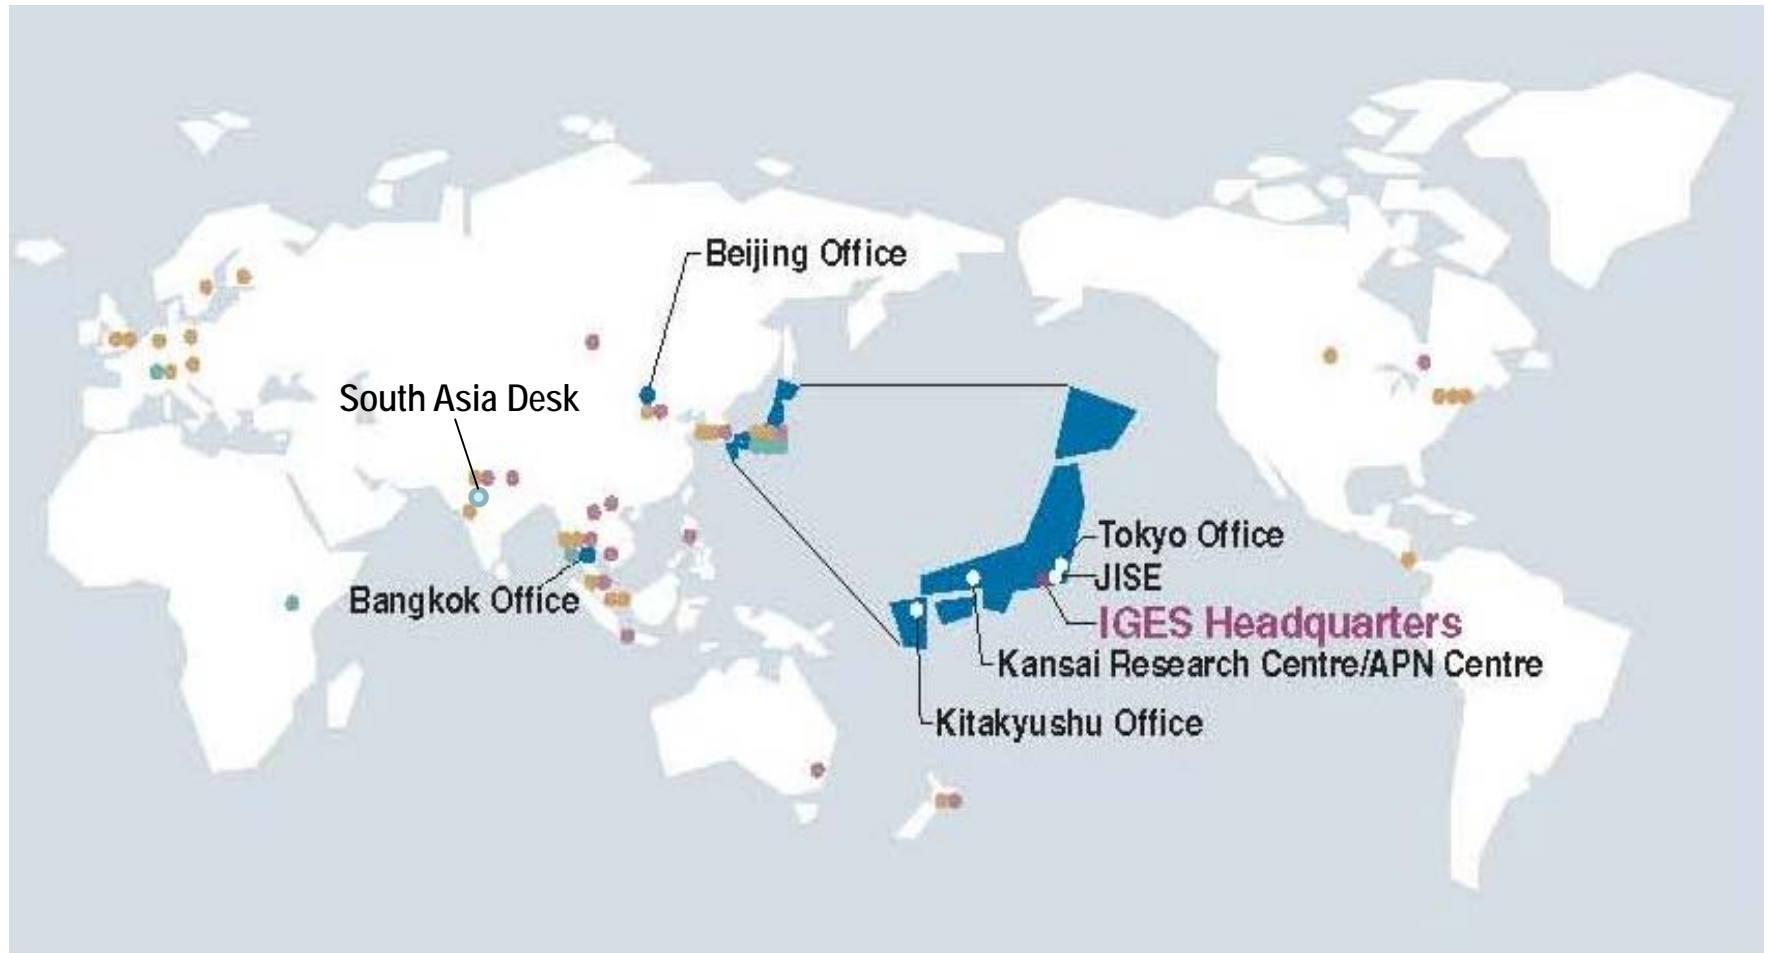 Beijing Office
South Asia Desk
Tokyo Office
JISE
Bangkok Office
IGES Headquarters
Kansai Research Centre/APN Centre
Kitakyushu Office